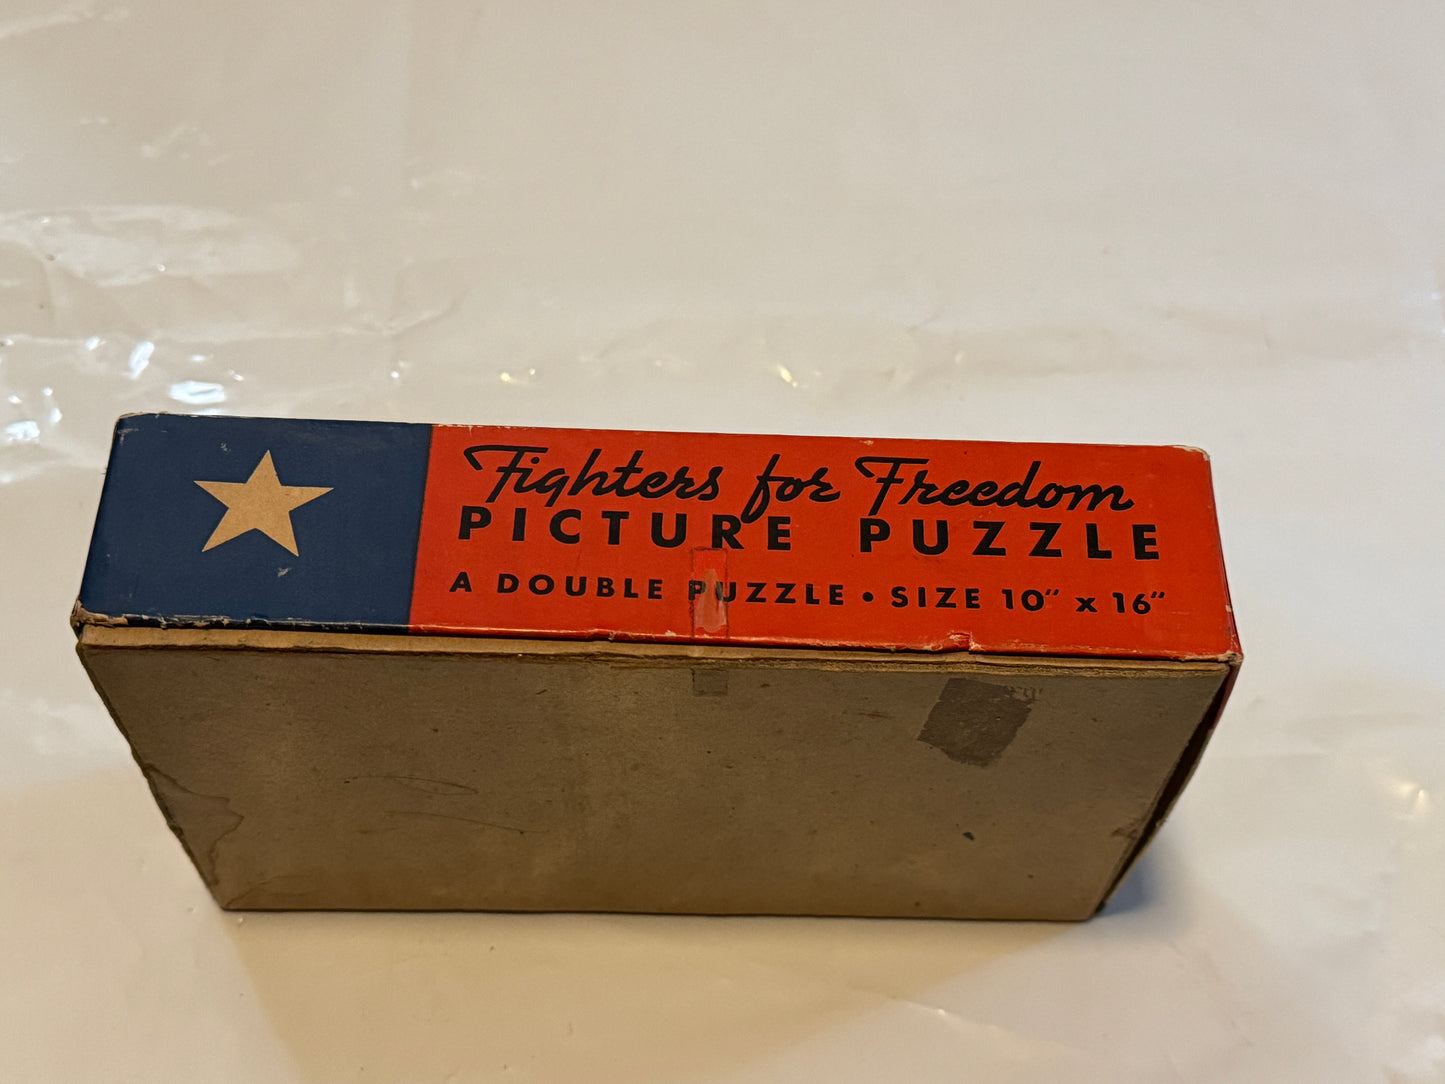 Fighters for Freedom
PICTURE PUZZLE
A DOUBLE PUZZLE • SIZE 10" x 16"